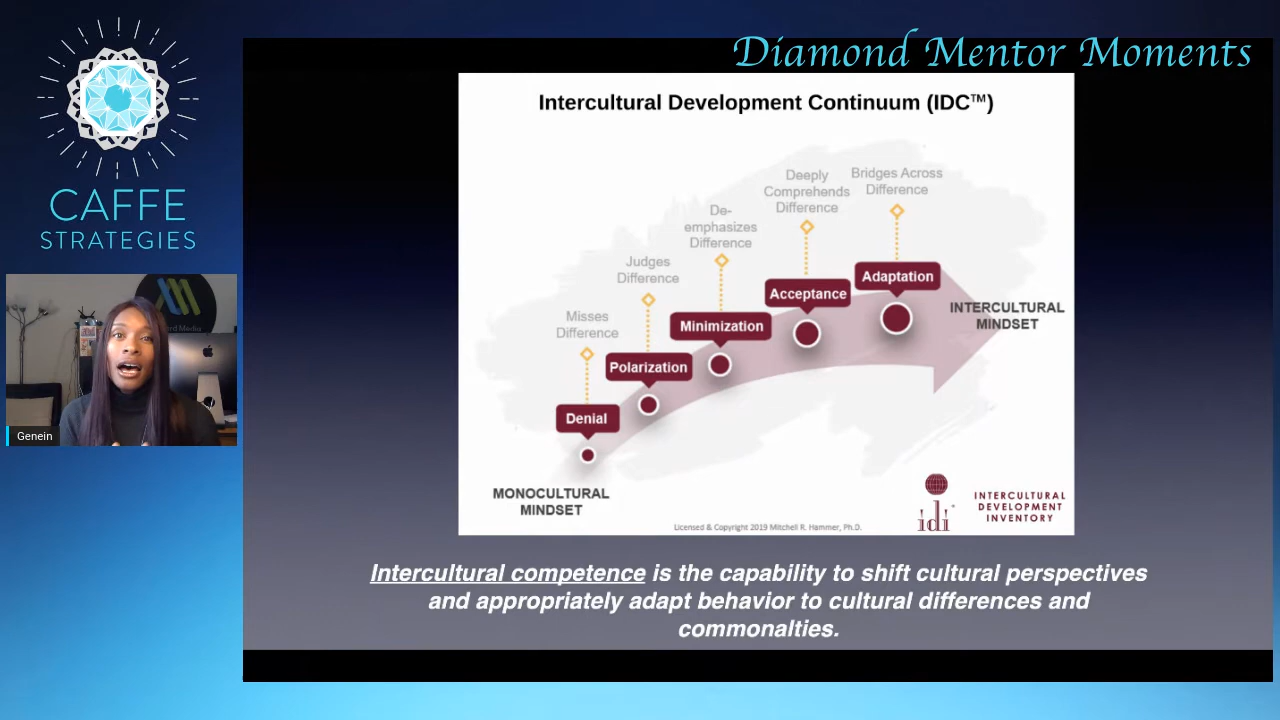 Diamond Mentor Moments
CAFFE
STRATEGIES
Genein
Intercultural Development Continuum (IDC™)
Misses
Difference
Judges
Difference
De-
emphasizes
Difference
Deeply
Comprehends
Difference
Bridges Across
Difference
Denial
Polarization
Minimization
Acceptance
Adaptation
MONOCULTURAL
MINDSET
INTERCULTURAL
MINDSET
Licensed & Copyright 2019 Mitchell R. Hammer, Ph.D.
idi
INTERCULTURAL
DEVELOPMENT
INVENTORY
Intercultural competence is the capability to shift cultural perspectives
and appropriately adapt behavior to cultural differences and
commonalties.